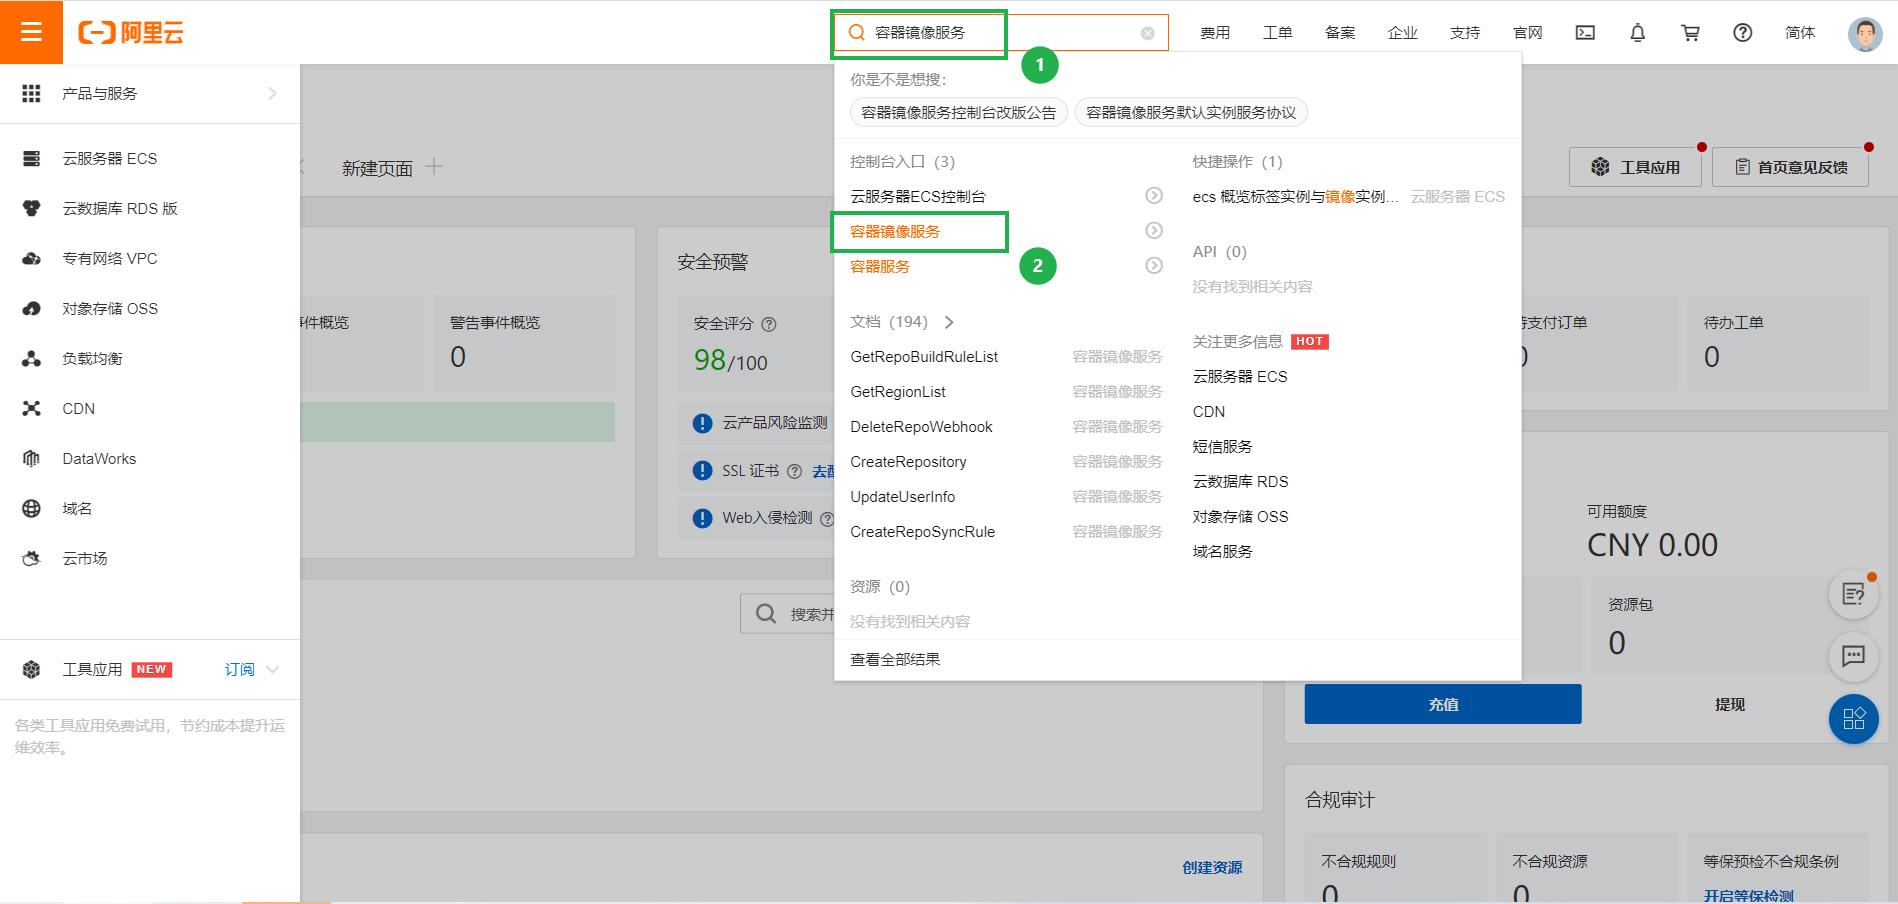 阿里云
容器镜像服务
费用
工单
备案
企业
支持
官网
简体
1
产品与服务
云服务器 ECS
云数据库 RDS 版
专有网络 VPC
对象存储 OSS
负载均衡
CDN
DataWorks
域名
云市场
工具应用 NEW 订阅
各类工具应用免费试用，节约成本提升运
维效率。
新建页面
工具应用
首页意见反馈
你是不是想搜：
容器镜像服务控制台改版公告
容器镜像服务默认实例服务协议
控制台入口 (3)
云服务器ECS控制台
容器镜像服务
2
容器服务
文档 (194)
GetRepoBuildRuleList 容器镜像服务
GetRegionList 容器镜像服务
DeleteRepoWebhook 容器镜像服务
CreateRepository 容器镜像服务
UpdateUserInfo 容器镜像服务
CreateRepoSyncRule 容器镜像服务
资源 (0)
没有找到相关内容
查看全部结果
快捷操作 (1)
ecs 概览标签实例与镜像实例... 云服务器 ECS
API (0)
没有找到相关内容
关注更多信息 HOT
云服务器 ECS
CDN
短信服务
云数据库 RDS
对象存储 OSS
域名服务
件概览
警告事件概览
0
安全预警
安全评分
98/100
云产品风险监测
SSL 证书 去
Web入侵检测
搜索并
支付订单
待办工单
0
可用额度
CNY 0.00
资源包
0
充值
提现
合规审计
不合规规则
0
不合规资源
0
等保预检不合规条例
开启等保检测
创建资源